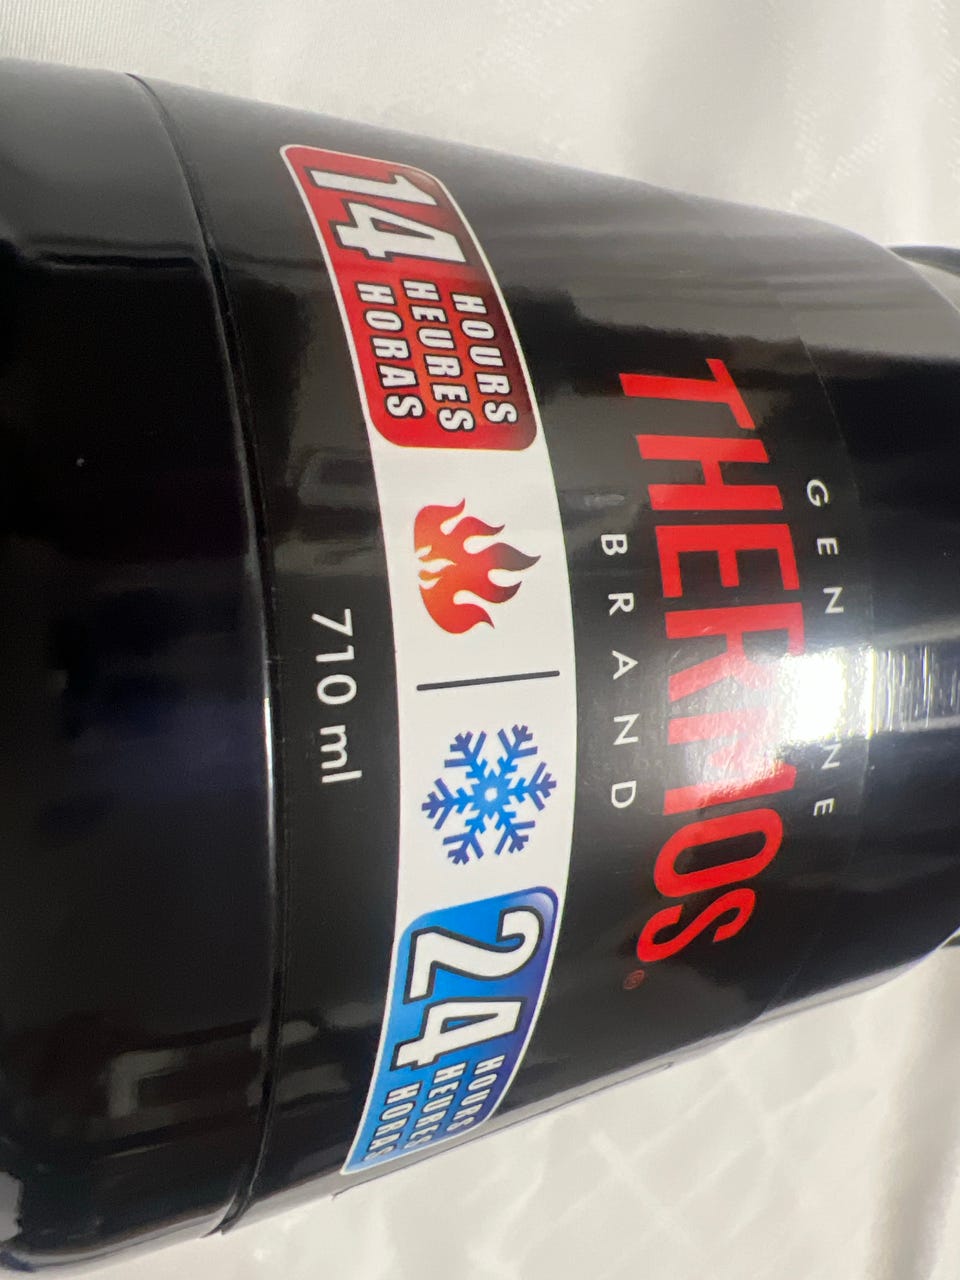 GENUINE
THERMOS®
BRAND
14 HOURS
HEURES
HORAS
24 HOURS
HEURES
HORAS
710 ml